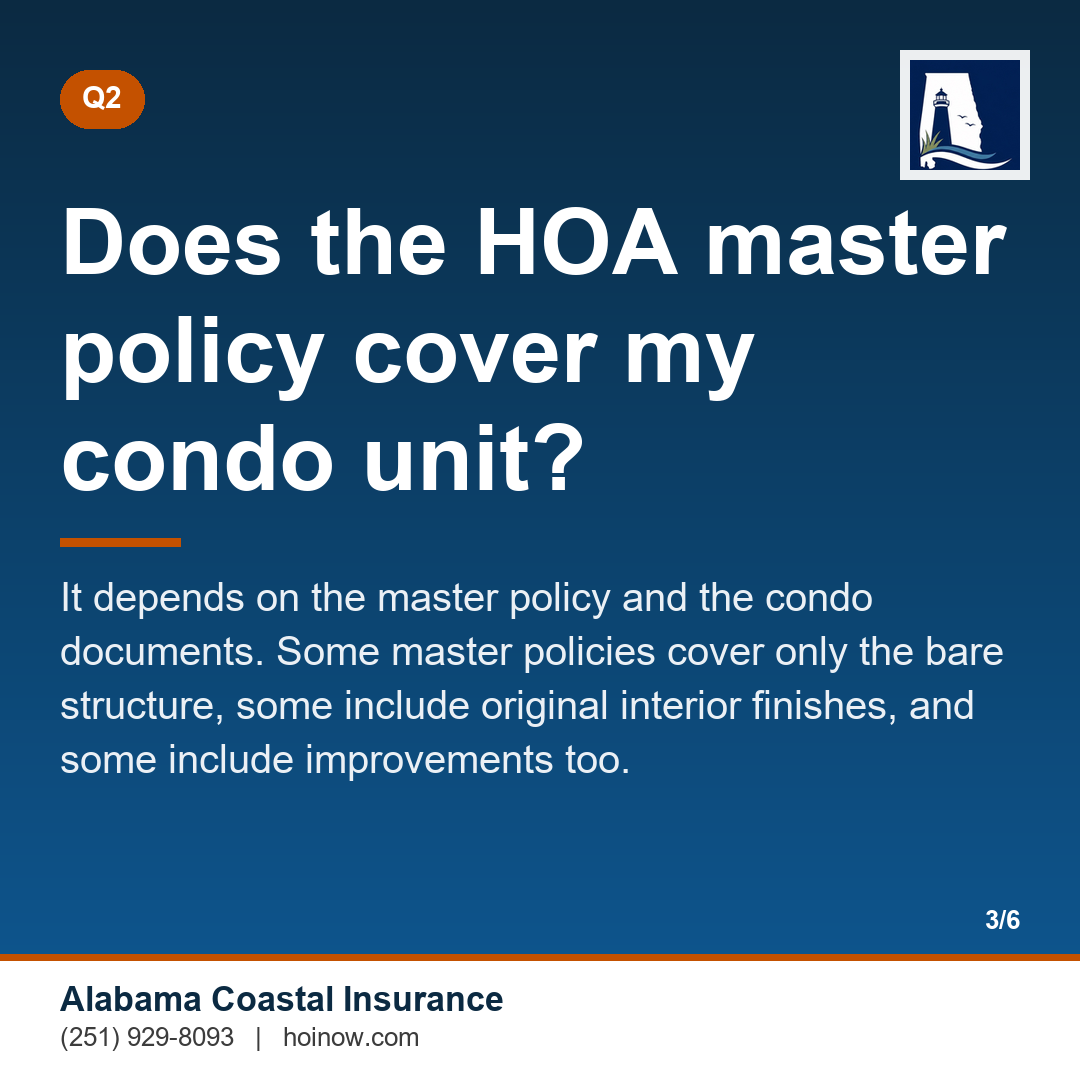 Q2
Does the HOA master
policy cover my
condo unit?
It depends on the master policy and the condo
documents. Some master policies cover only the bare
structure, some include original interior finishes, and
some include improvements too.
3/6
Alabama Coastal Insurance
(251) 929-8093 | hoinow.com